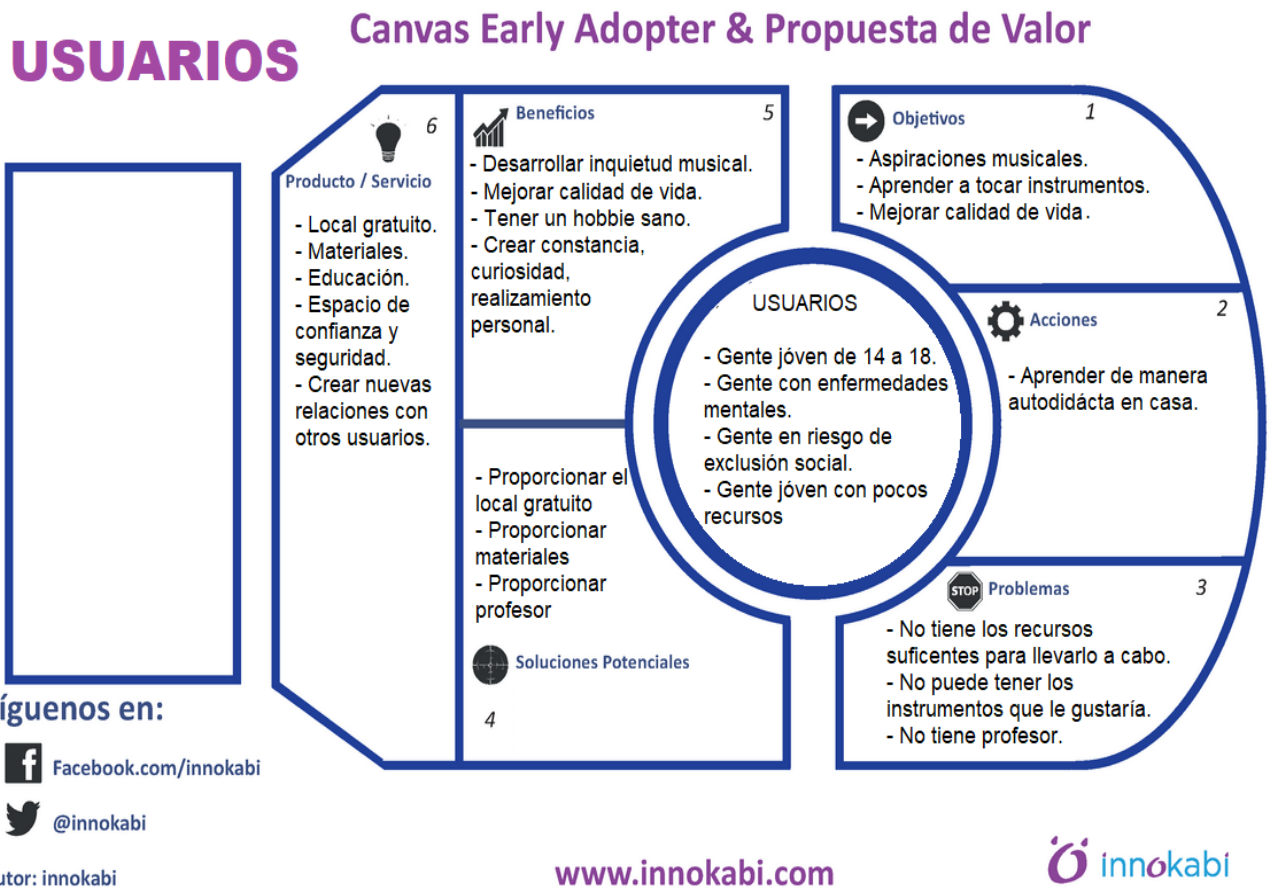 USUARIOS
Canvas Early Adopter & Propuesta de Valor
6
Producto / Servicio
- Local gratuito.
- Materiales.
- Educación.
- Espacio de
confianza y
seguridad.
- Crear nuevas
relaciones con
otros usuarios.
Beneficios
5
- Desarrollar inquietud musical.
- Mejorar calidad de vida.
- Tener un hobbie sano.
- Crear constancia,
curiosidad,
realizamiento
personal.
- Proporcionar el
local gratuito
- Proporcionar
materiales
- Proporcionar
profesor
Soluciones Potenciales
4
USUARIOS
- Gente jóven de 14 a 18.
- Gente con enfermedades
mentales.
- Gente en riesgo de
exclusión social.
- Gente jóven con pocos
recursos
Objetivos
1
- Aspiraciones musicales.
- Aprender a tocar instrumentos.
- Mejorar calidad de vida.
Acciones
2
- Aprender de manera
autodidácta en casa.
STOP
Problemas
3
- No tiene los recursos
suficentes para llevarlo a cabo.
- No puede tener los
instrumentos que le gustaría.
- No tiene profesor.
íguenos en:
f
Facebook.com/innokabi
@innokabi
utor: innokabi
www.innokabi.com
innokabi